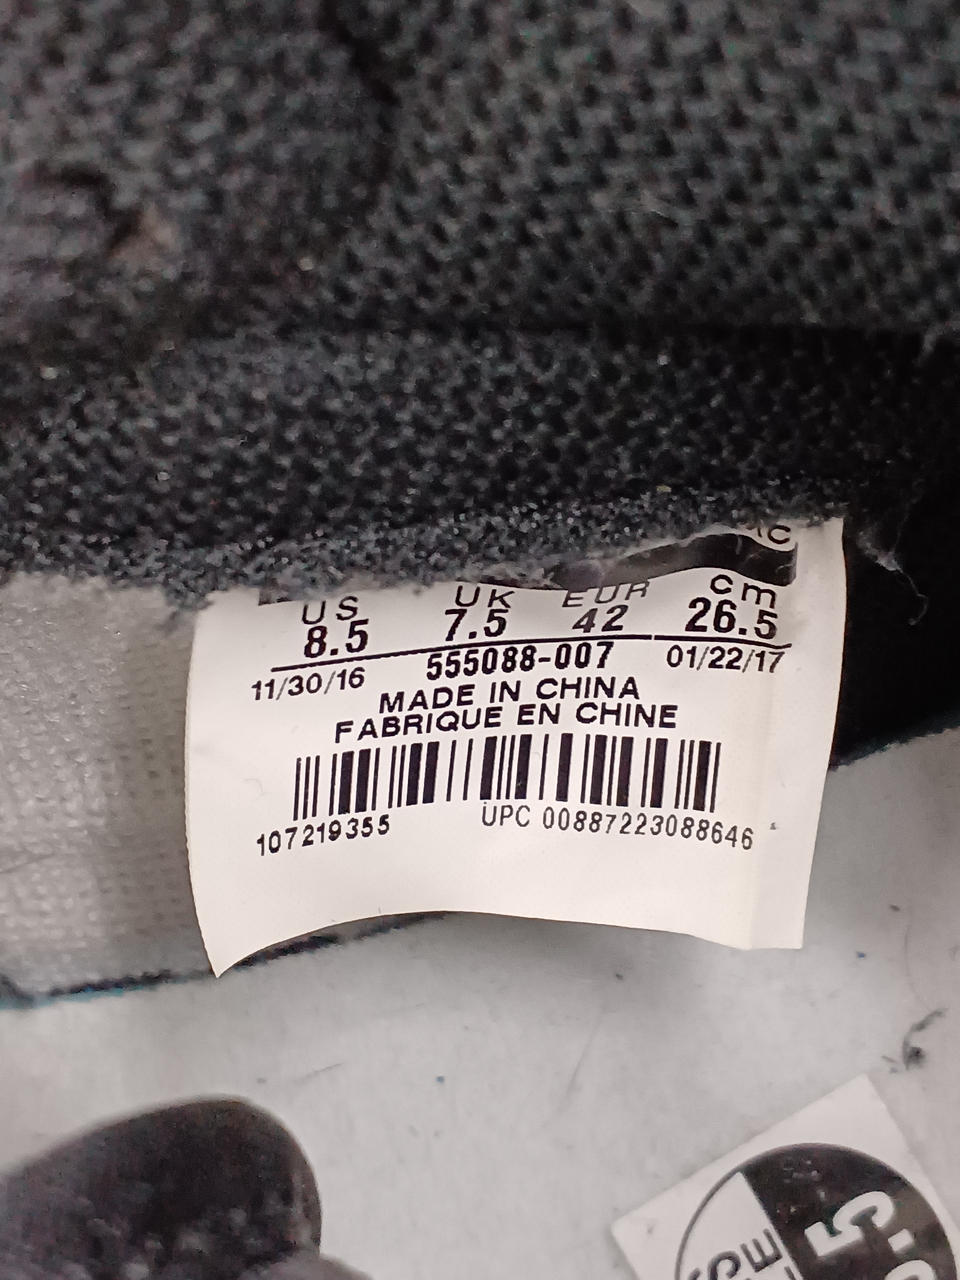 US UK EUR cm
8.5 7.5 42 26.5
11/30/16 555088-007 01/22/17
MADE IN CHINA
FABRIQUE EN CHINE
107219355 UPC 00887223088646